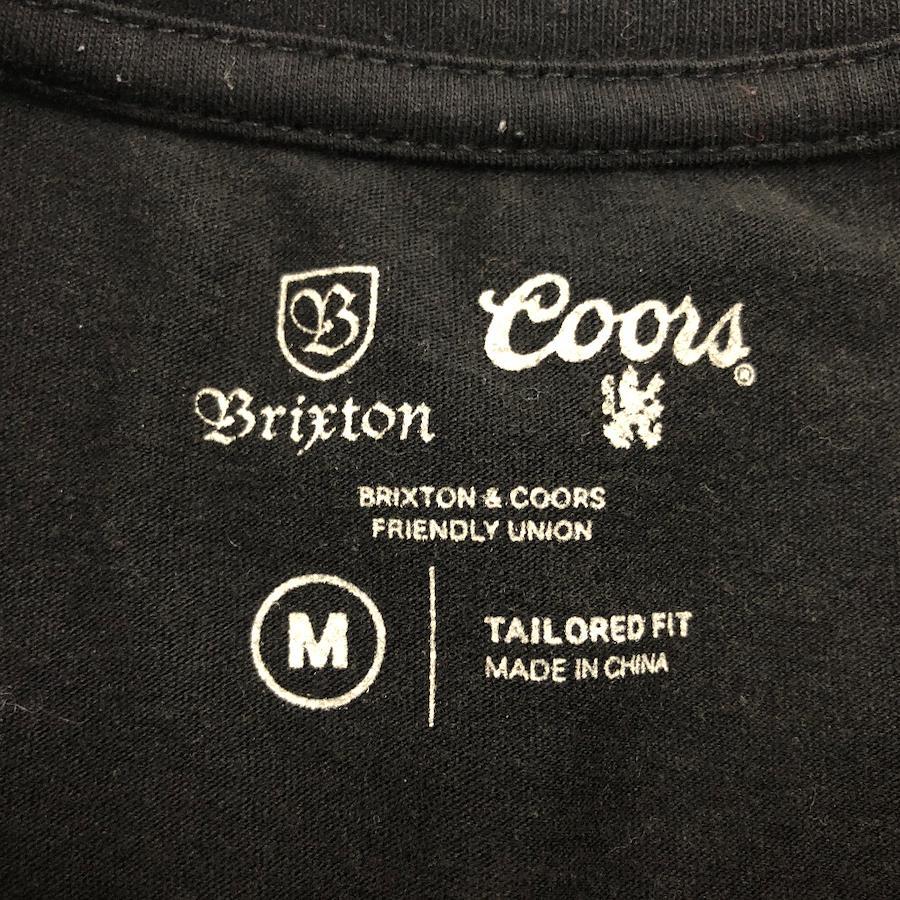 B
Brixton
Coors®
BRIXTON & COORS
FRIENDLY UNION
M
TAILORED FIT
MADE IN CHINA